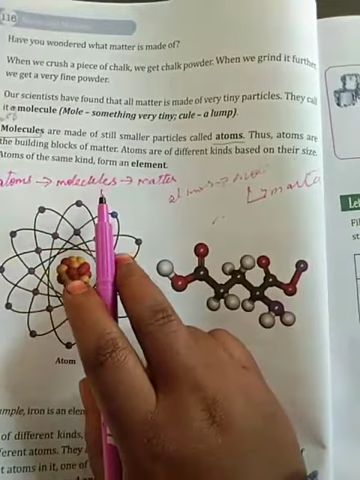 116
Have you wondered what matter is made of?
When we crush a piece of chalk, we get chalk powder. When we grind it further,
we get a very fine powder.
Our scientists have found that all matter is made of very tiny particles. They call
it a molecule (Mole – something very tiny; cule – a lump).
Molecules are made of still smaller particles called atoms. Thus, atoms are
the building blocks of matter. Atoms are of different kinds based on their size.
Atoms of the same kind, form an element.
atoms → molecules → matter
Atom
ample, iron is an elem
of different kinds,
ferent atoms. They
t atoms in it, one of
Let
Fi
st